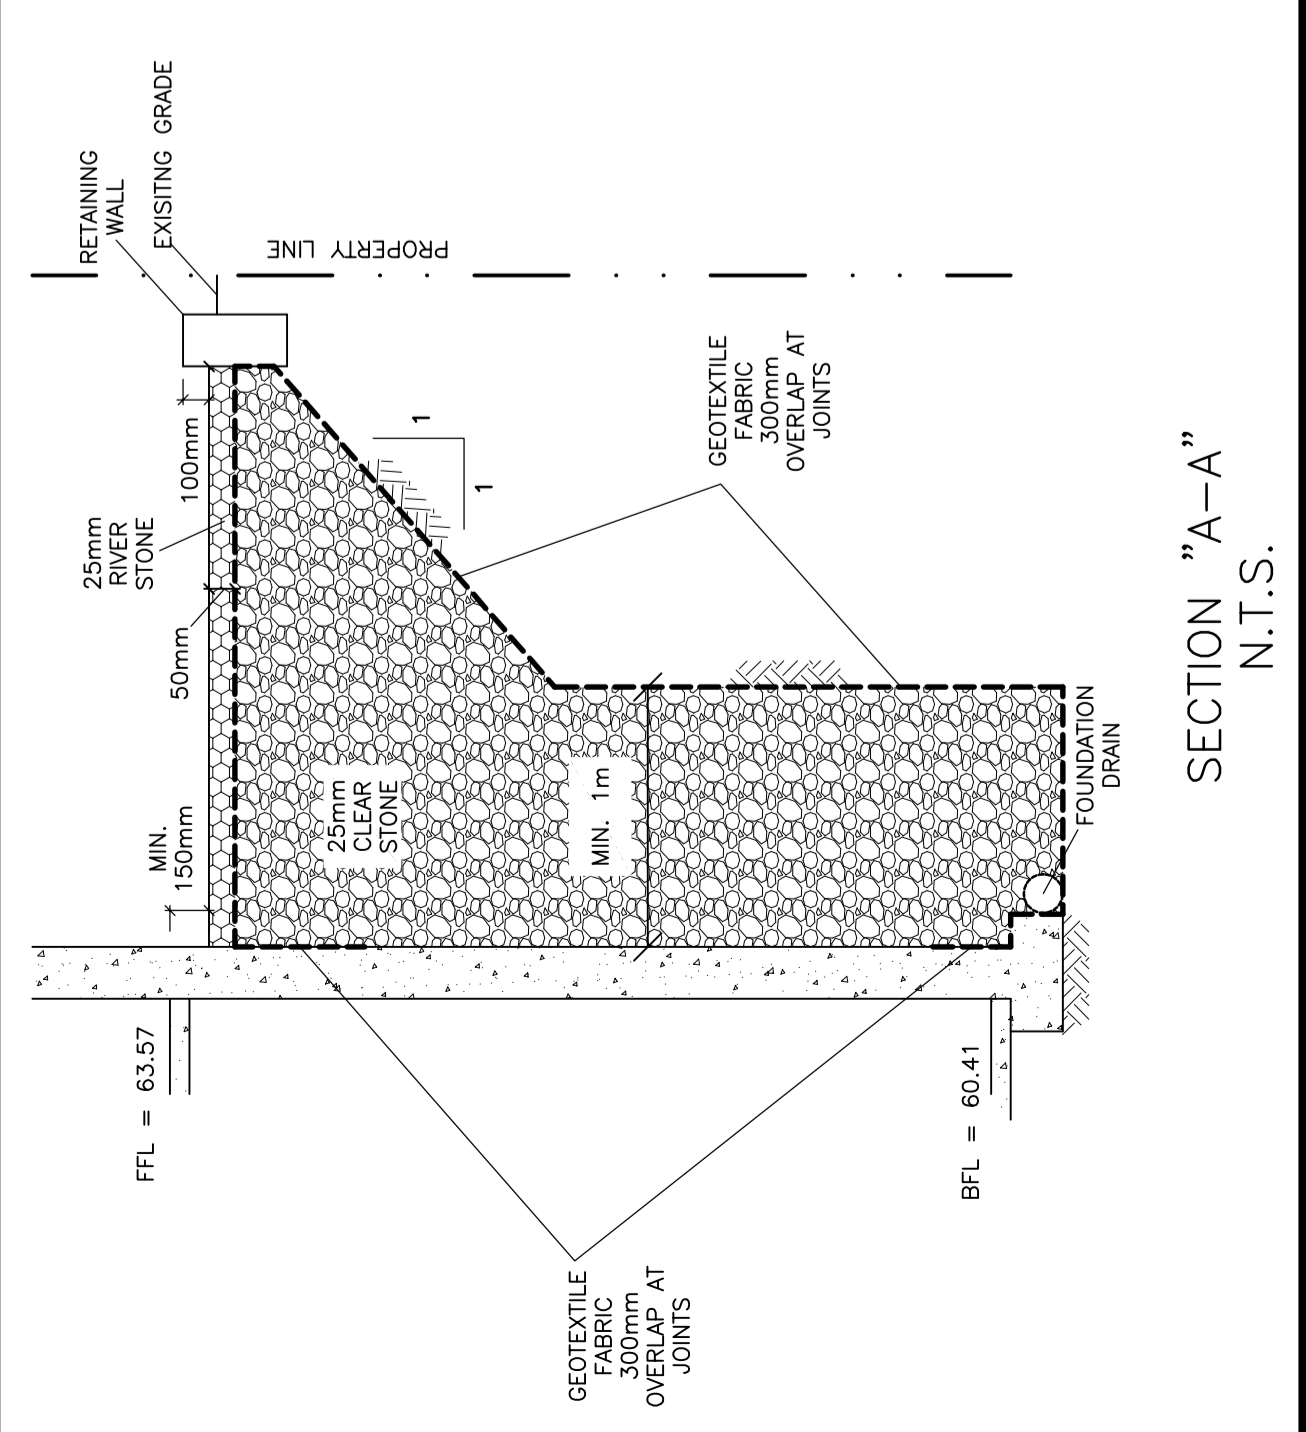 RETAINING
WALL
EXISITNG GRADE
PROPERTY LINE
25mm
RIVER
STONE
100mm
50mm
MIN.
150mm
FFL = 63.57
25mm
CLEAR
STONE
1
1
MIN. 1m
GEOTEXTILE
FABRIC
300mm
OVERLAP AT
JOINTS
GEOTEXTILE
FABRIC
300mm
OVERLAP AT
JOINTS
BFL = 60.41
FOUNDATION
DRAIN
SECTION "A-A"
N.T.S.